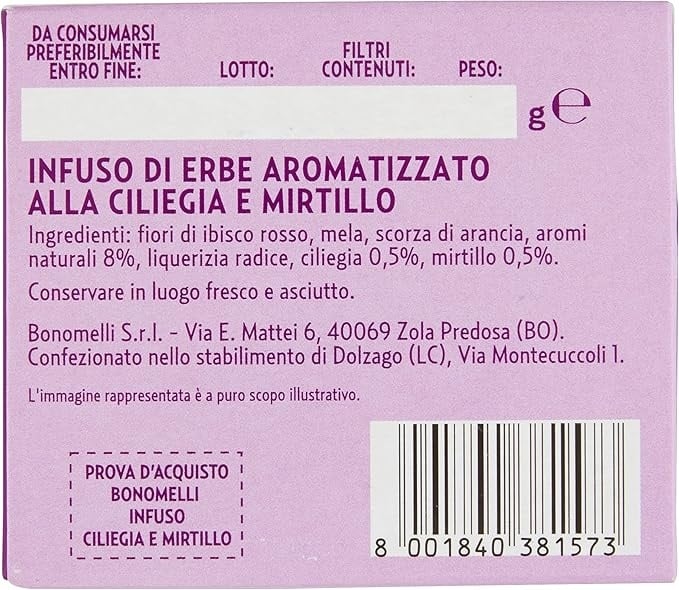 DA CONSUMARSI
PREFERIBILMENTE
ENTRO FINE:
LOTTO:
FILTRI
CONTENUTI:
PESO:
g e
INFUSO DI ERBE AROMATIZZATO
ALLA CILIEGIA E MIRTILLO
Ingredienti: fiori di ibisco rosso, mela, scorza di arancia, aromi
naturali 8%, liquerizia radice, ciliegia 0,5%, mirtillo 0,5%.
Conservare in luogo fresco e asciutto.
Bonomelli S.r.l. - Via E. Mattei 6, 40069 Zola Predosa (BO).
Confezionato nello stabilimento di Dolzago (LC), Via Montecuccoli 1.
L'immagine rappresentata è a puro scopo illustrativo.
PROVA D'ACQUISTO
BONOMELLI
INFUSO
CILIEGIA E MIRTILLO
8 001840 381573